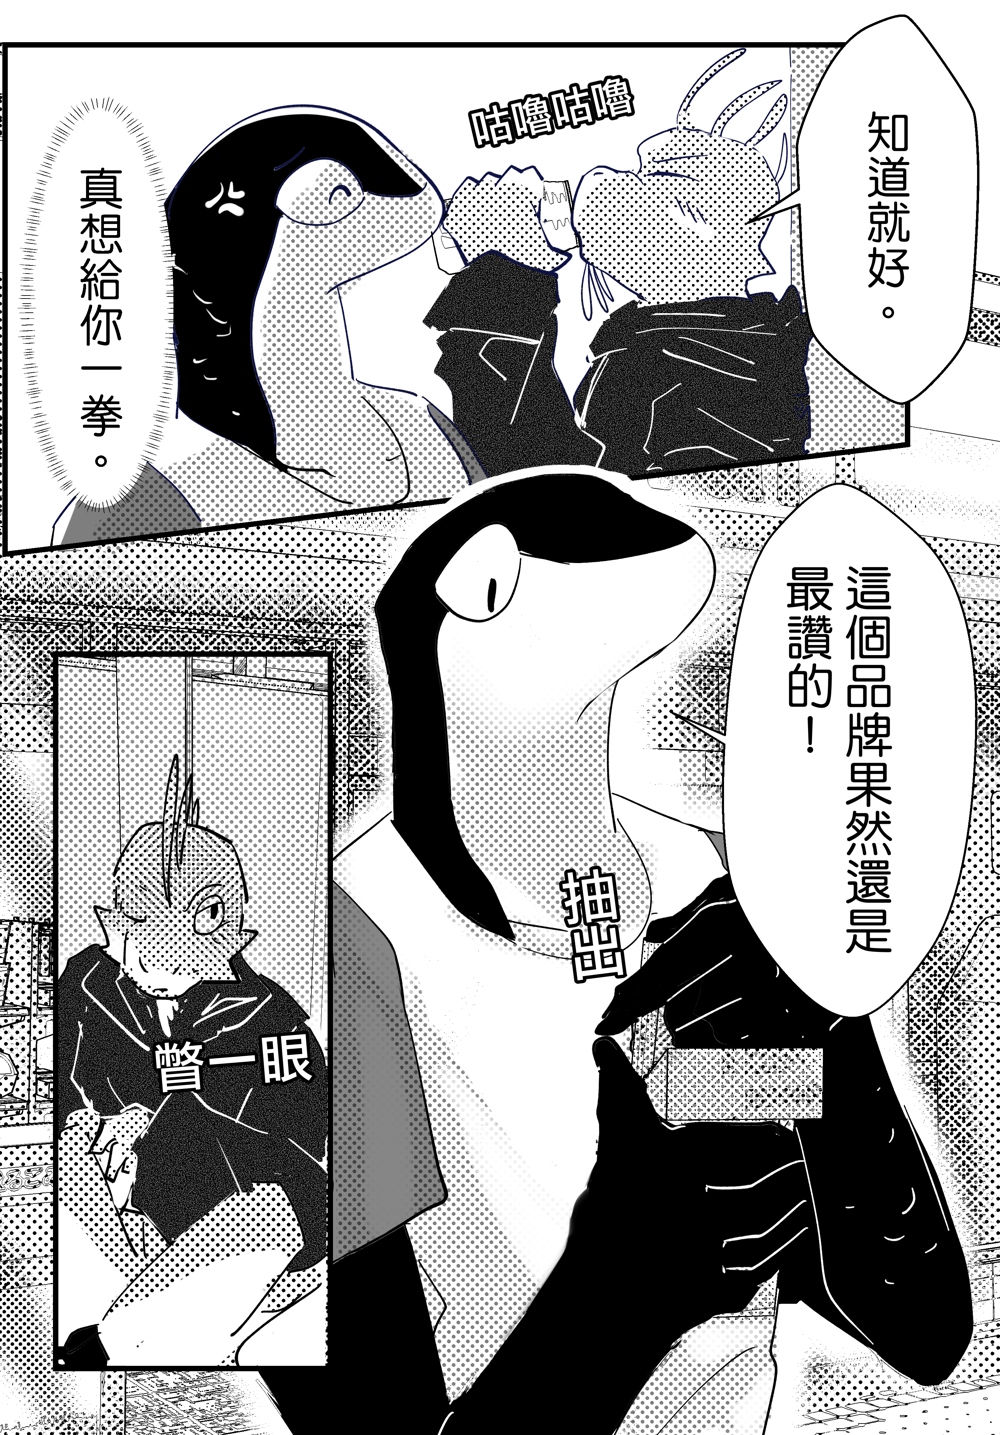 知道就好。
咕嚕咕嚕
真想給你一拳。
這個品牌果然還是
最讚的！
抽出
瞥一眼